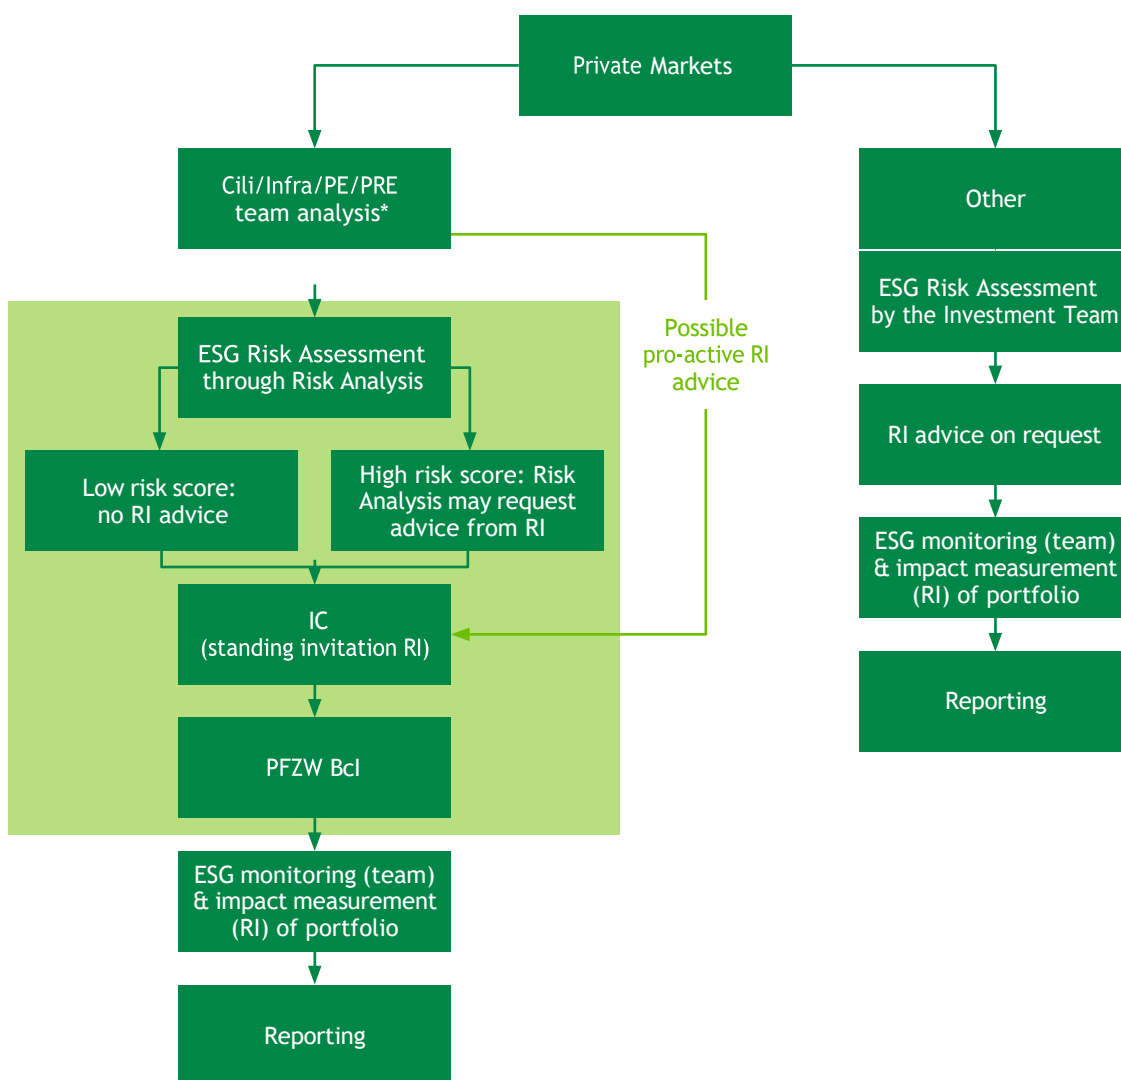 Private Markets
Cili/Infra/PE/PRE
team analysis*
ESG Risk Assessment
through Risk Analysis
Low risk score:
no RI advice
High risk score: Risk
Analysis may request
advice from RI
IC
(standing invitation RI)
PFZW BcI
ESG monitoring (team)
& impact measurement
(RI) of portfolio
Reporting
Possible
pro-active RI
advice
Other
ESG Risk Assessment
by the Investment Team
RI advice on request
ESG monitoring (team)
& impact measurement
(RI) of portfolio
Reporting